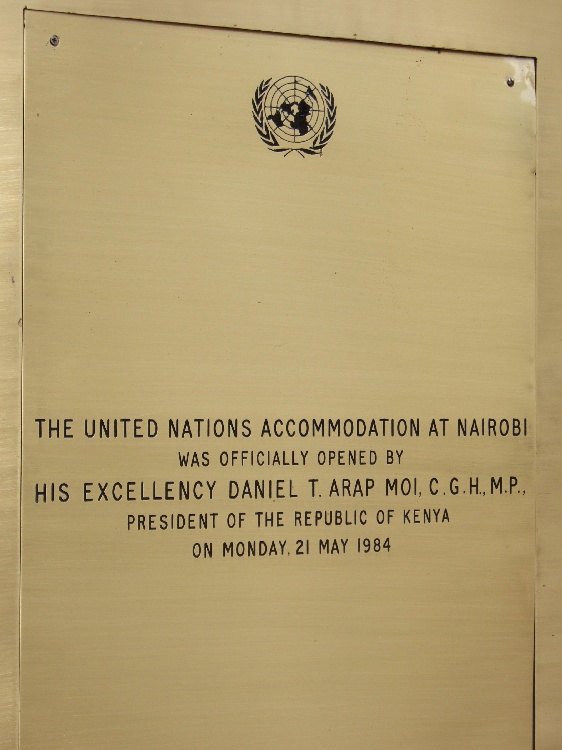 THE UNITED NATIONS ACCOMMODATION AT NAIROBI
WAS OFFICIALLY OPENED BY
HIS EXCELLENCY DANIEL T. ARAP MOI, C.G.H., M.P.,
PRESIDENT OF THE REPUBLIC OF KENYA
ON MONDAY, 21 MAY 1984